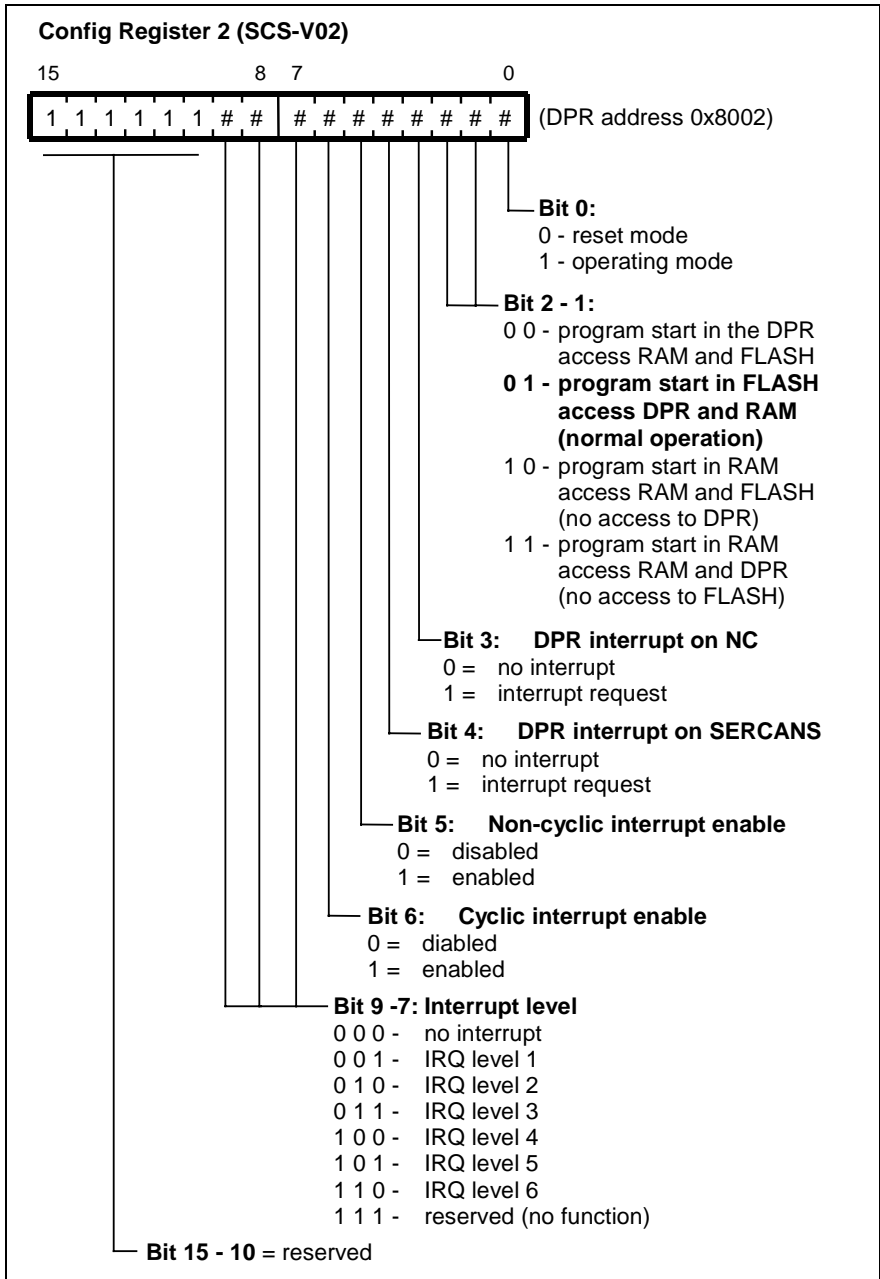 Config Register 2 (SCS-V02)
15 8 7 0
1 1 1 1 1 1 # # # # # # # # # # (DPR address 0x8002)
Bit 0:
0 - reset mode
1 - operating mode
Bit 2 - 1:
0 0 - program start in the DPR
access RAM and FLASH
0 1 - program start in FLASH
access DPR and RAM
(normal operation)
1 0 - program start in RAM
access RAM and FLASH
(no access to DPR)
1 1 - program start in RAM
access RAM and DPR
(no access to FLASH)
Bit 3: DPR interrupt on NC
0 = no interrupt
1 = interrupt request
Bit 4: DPR interrupt on SERCANS
0 = no interrupt
1 = interrupt request
Bit 5: Non-cyclic interrupt enable
0 = disabled
1 = enabled
Bit 6: Cyclic interrupt enable
0 = diabled
1 = enabled
Bit 9 -7: Interrupt level
0 0 0 - no interrupt
0 0 1 - IRQ level 1
0 1 0 - IRQ level 2
0 1 1 - IRQ level 3
1 0 0 - IRQ level 4
1 0 1 - IRQ level 5
1 1 0 - IRQ level 6
1 1 1 - reserved (no function)
Bit 15 - 10 = reserved